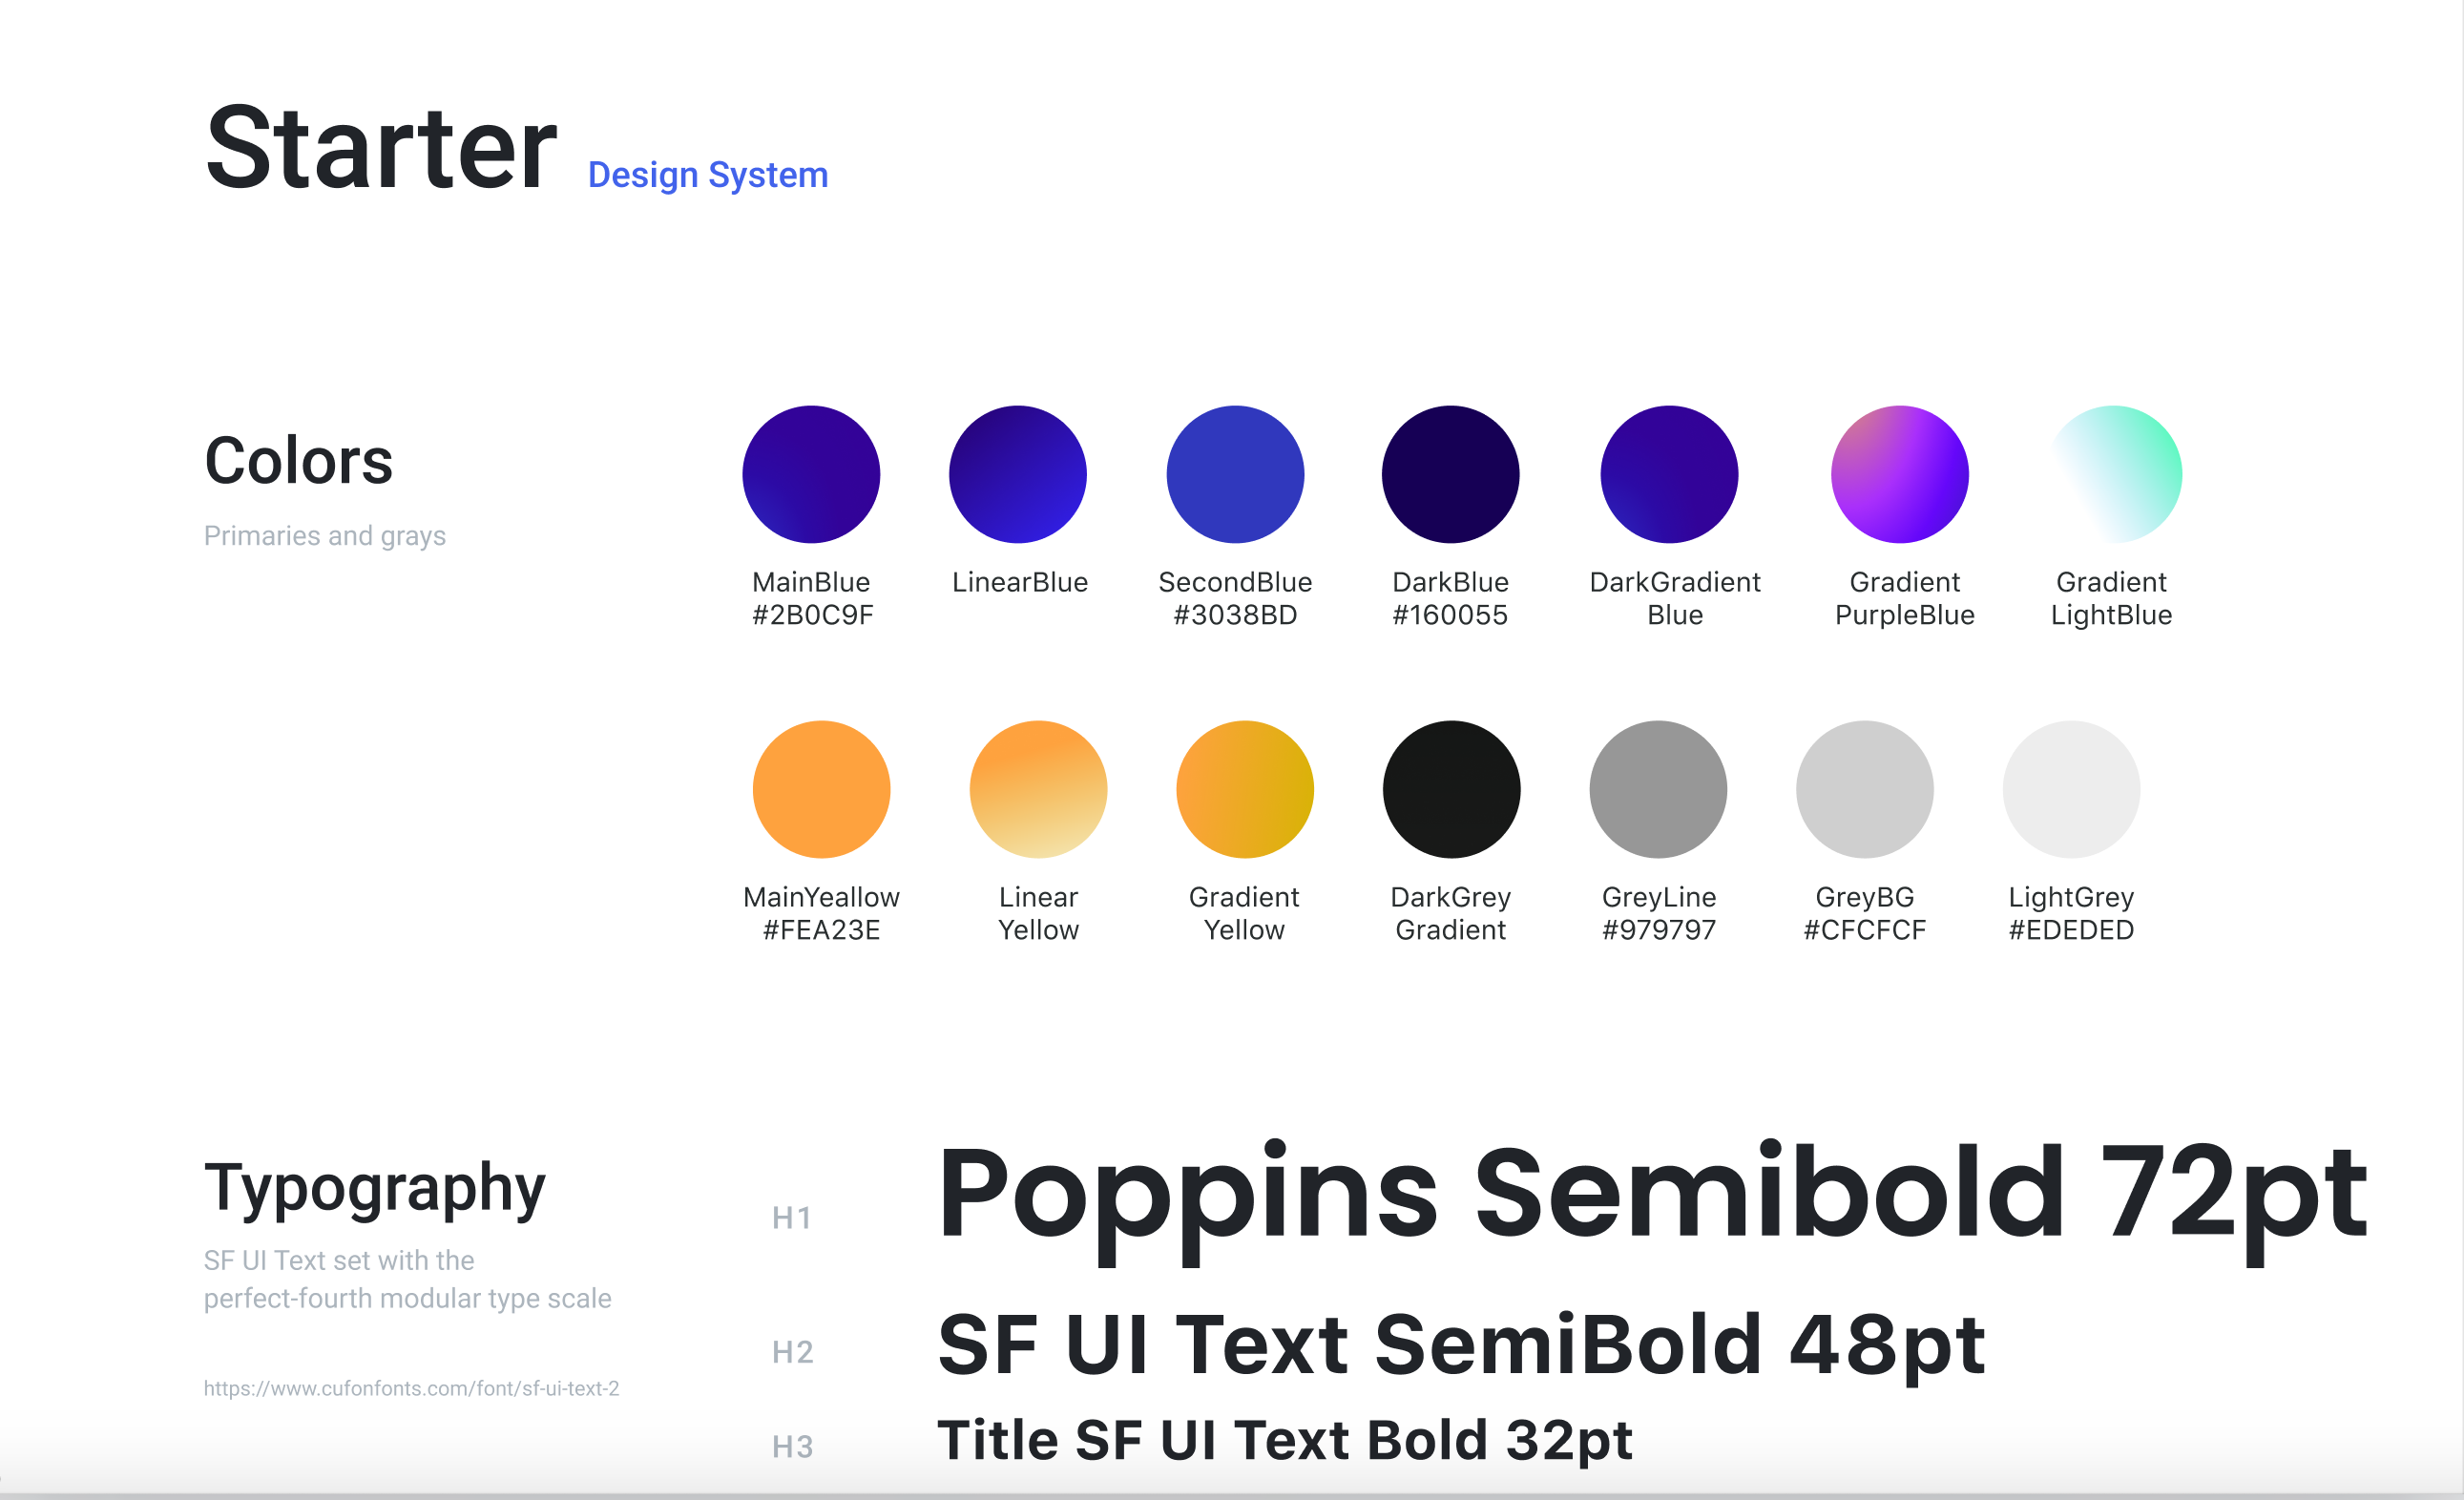 Starter Design System
Colors
Primaries and grays
MainBlue
#2B0C9F
LinearBlue
SecondBlue
#3038BD
DarkBlue
#160055
DarkGradient
Blue
Gradient
PurpleBlue
Gradient
LightBlue
MainYeallow
#FEA23E
Linear
Yellow
Gradient
Yellow
DarkGrey
Gradient
GreyLine
#979797
GreyBG
#CFCFCF
LightGrey
#EDEDED
Typography
SF UI Text set with the
perfect-fourth modular type scale
https://www.cufonfonts.com/font/sf-ui-text-2
H1 Poppins Semibold 72pt
H2 SF UI Text SemiBold 48pt
H3 Title SF UI Text Bold 32pt